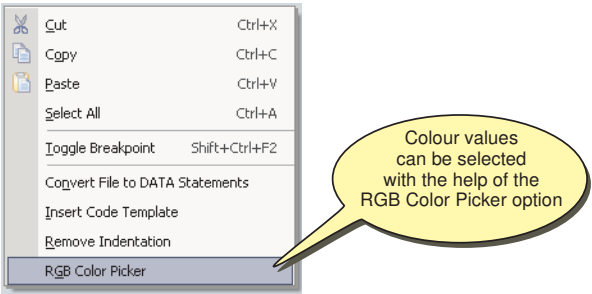 Cut Ctrl+X
Copy Ctrl+C
Paste Ctrl+V
Select All Ctrl+A
Toggle Breakpoint Shift+Ctrl+F2
Convert File to DATA Statements
Insert Code Template
Remove Indentation
RGB Color Picker
Colour values
can be selected
with the help of the
RGB Color Picker option